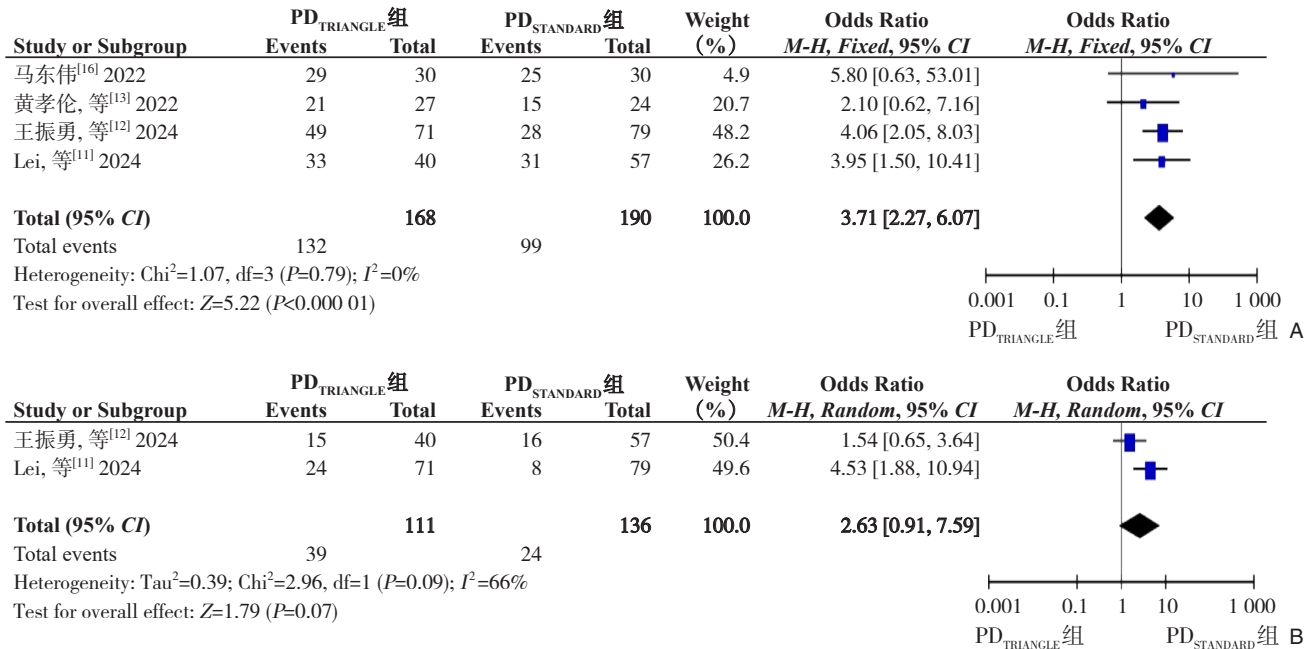 PD_TRIANGLE组 PD_STANDARD组 Weight Odds Ratio Odds Ratio
Study or Subgroup Events Total Events Total （%） M-H, Fixed, 95% CI M-H, Fixed, 95% CI
马东伟[16] 2022 29 30 25 30 4.9 5.80 [0.63, 53.01]
黄孝伦, 等[13] 2022 21 27 15 24 20.7 2.10 [0.62, 7.16]
王振勇, 等[12] 2024 49 71 28 79 48.2 4.06 [2.05, 8.03]
Lei, 等[11] 2024 33 40 31 57 26.2 3.95 [1.50, 10.41]
Total (95% CI) 168 190 100.0 3.71 [2.27, 6.07]
Total events 132 99
Heterogeneity: Chi²=1.07, df=3 (P=0.79); I²=0%
Test for overall effect: Z=5.22 (P<0.000 01)
0.001 0.1 1 10 1 000
PD_TRIANGLE组 PD_STANDARD组 A
PD_TRIANGLE组 PD_STANDARD组 Weight Odds Ratio Odds Ratio
Study or Subgroup Events Total Events Total （%） M-H, Random, 95% CI M-H, Random, 95% CI
王振勇, 等[12] 2024 15 40 16 57 50.4 1.54 [0.65, 3.64]
Lei, 等[11] 2024 24 71 8 79 49.6 4.53 [1.88, 10.94]
Total (95% CI) 111 136 100.0 2.63 [0.91, 7.59]
Total events 39 24
Heterogeneity: Tau²=0.39; Chi²=2.96, df=1 (P=0.09); I²=66%
Test for overall effect: Z=1.79 (P=0.07)
0.001 0.1 1 10 1 000
PD_TRIANGLE组 PD_STANDARD组 B